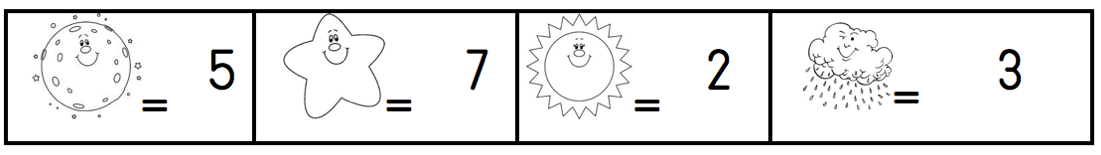 = 5 = 7 = 2 = 3